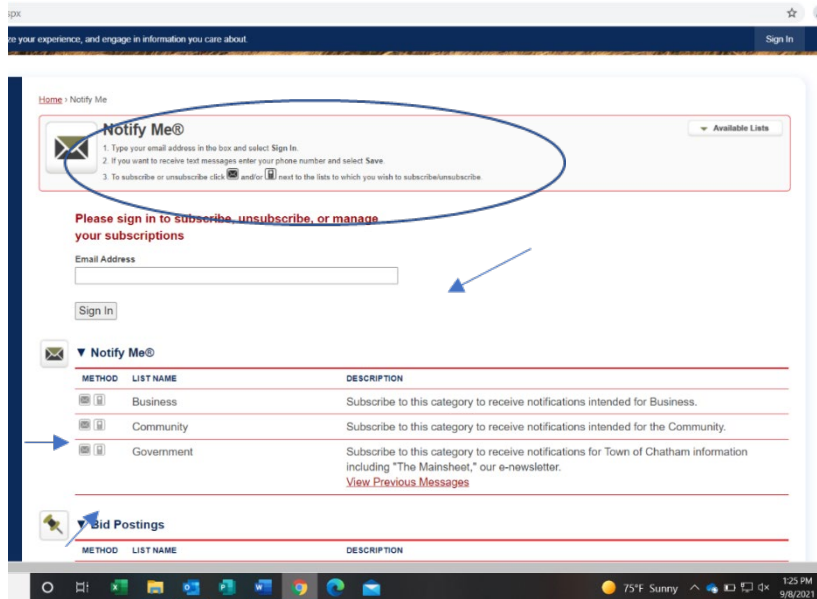 spx
ze your experience, and engage in information you care about.
Sign In
Home › Notify Me
Notify Me®
Available Lists
1. Type your email address in the box and select Sign In.
2. If you want to receive text messages enter your phone number and select Save.
3. To subscribe or unsubscribe click and/or next to the lists to which you wish to subscribe/unsubscribe.
Please sign in to subscribe, unsubscribe, or manage
your subscriptions
Email Address
Sign In
▼ Notify Me®
METHOD LIST NAME DESCRIPTION
Business Subscribe to this category to receive notifications intended for Business.
Community Subscribe to this category to receive notifications intended for the Community.
Government Subscribe to this category to receive notifications for Town of Chatham information
including "The Mainsheet," our e-newsletter.
View Previous Messages
▼ Bid Postings
METHOD LIST NAME DESCRIPTION
75°F Sunny
1:25 PM
9/8/2021